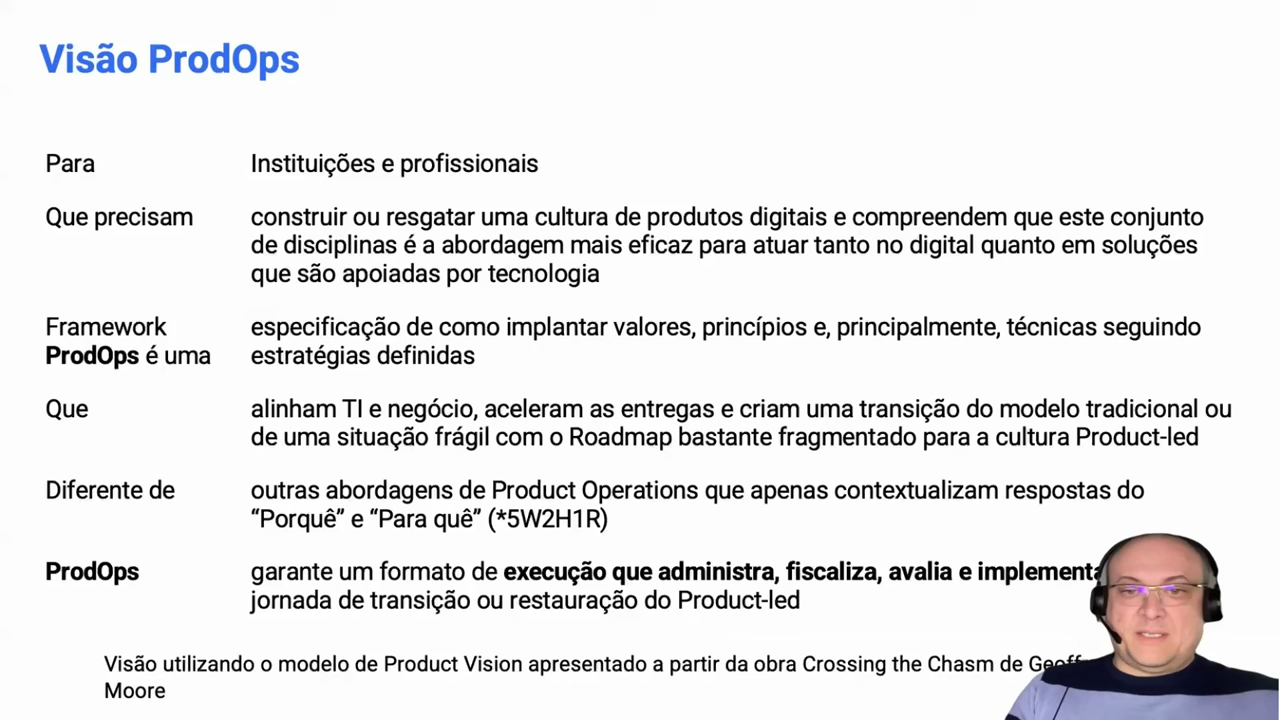 Visão ProdOps
Para Instituições e profissionais
Que precisam construir ou resgatar uma cultura de produtos digitais e compreendem que este conjunto
de disciplinas é a abordagem mais eficaz para atuar tanto no digital quanto em soluções
que são apoiadas por tecnologia
Framework especificação de como implantar valores, princípios e, principalmente, técnicas seguindo
ProdOps é uma estratégias definidas
Que alinham TI e negócio, aceleram as entregas e criam uma transição do modelo tradicional ou
de uma situação frágil com o Roadmap bastante fragmentado para a cultura Product-led
Diferente de outras abordagens de Product Operations que apenas contextualizam respostas do
“Porquê” e “Para quê” (*5W2H1R)
ProdOps garante um formato de execução que administra, fiscaliza, avalia e implementa
jornada de transição ou restauração do Product-led
Visão utilizando o modelo de Product Vision apresentado a partir da obra Crossing the Chasm de
Moore